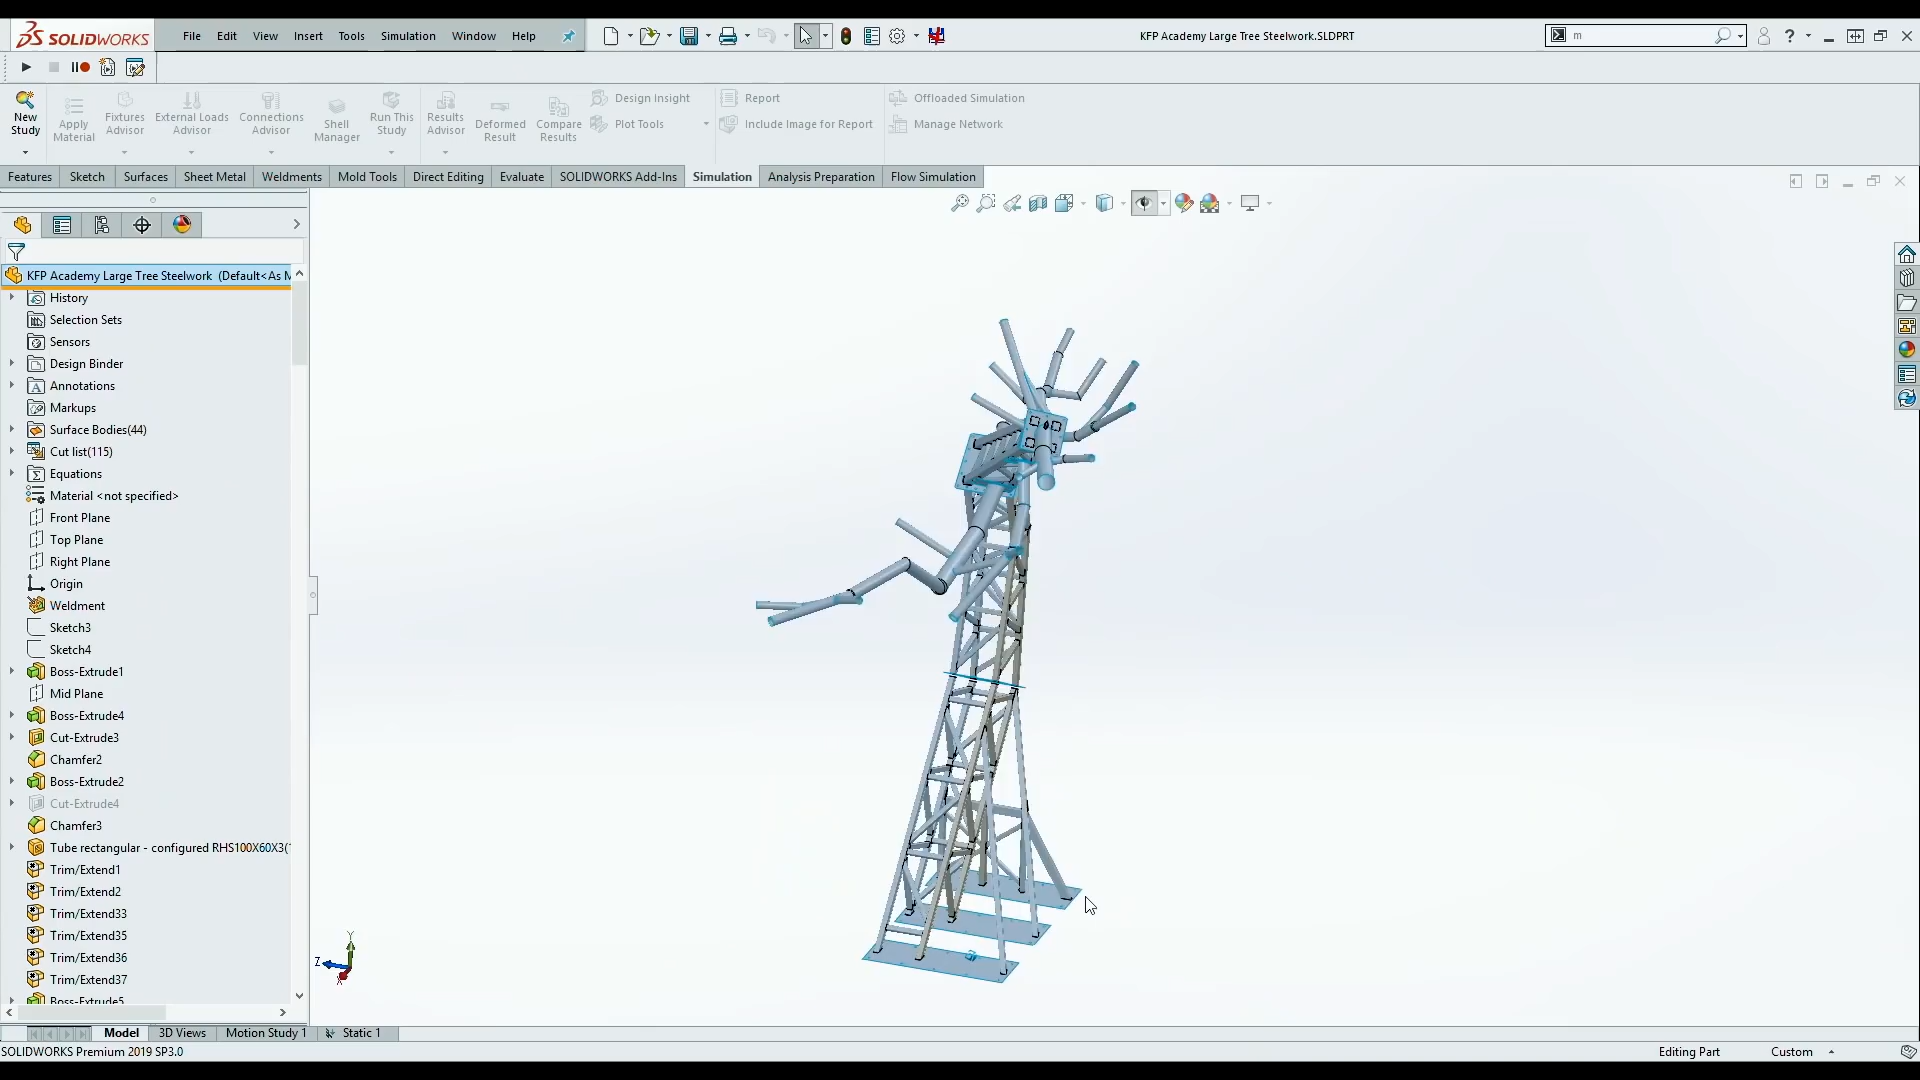 SOLIDWORKS
File Edit View Insert Tools Simulation Window Help
KFP Academy Large Tree Steelwork.SLDPRT
m
?
New Study
Apply Material
Fixtures Advisor
External Loads Advisor
Connections Advisor
Shell Manager
Run This Study
Results Advisor
Deformed Result
Compare Results
Design Insight
Plot Tools
Report
Include Image for Report
Offloaded Simulation
Manage Network
Features Sketch Surfaces Sheet Metal Weldments Mold Tools Direct Editing Evaluate SOLIDWORKS Add-Ins Simulation Analysis Preparation Flow Simulation
KFP Academy Large Tree Steelwork (Default<As M
History
Selection Sets
Sensors
Design Binder
Annotations
Markups
Surface Bodies(44)
Cut list(115)
Equations
Material <not specified>
Front Plane
Top Plane
Right Plane
Origin
Weldment
Sketch3
Sketch4
Boss-Extrude1
Mid Plane
Boss-Extrude4
Cut-Extrude3
Chamfer2
Boss-Extrude2
Cut-Extrude4
Chamfer3
Tube rectangular - configured RHS100X60X3(1
Trim/Extend1
Trim/Extend2
Trim/Extend33
Trim/Extend35
Trim/Extend36
Trim/Extend37
Boss-Extrude5
Y
Z
X
Model 3D Views Motion Study 1 Static 1
SOLIDWORKS Premium 2019 SP3.0
Editing Part Custom